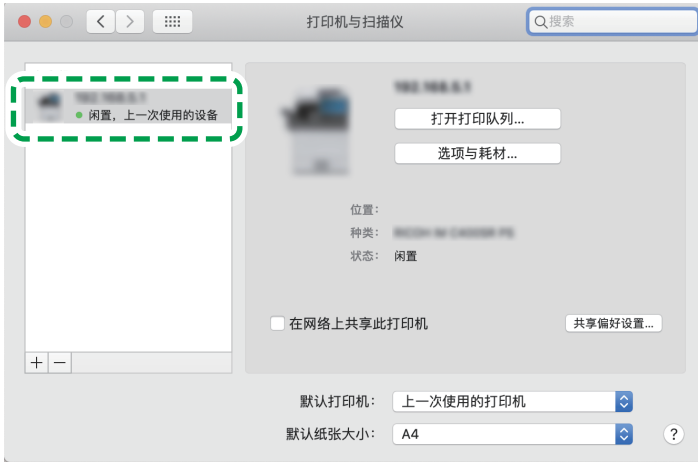 打印机与扫描仪
搜索
闲置，上一次使用的设备
打开打印队列...
选项与耗材...
位置：
种类：
状态： 闲置
在网络上共享此打印机
共享偏好设置...
+ −
默认打印机： 上一次使用的打印机
默认纸张大小： A4
?